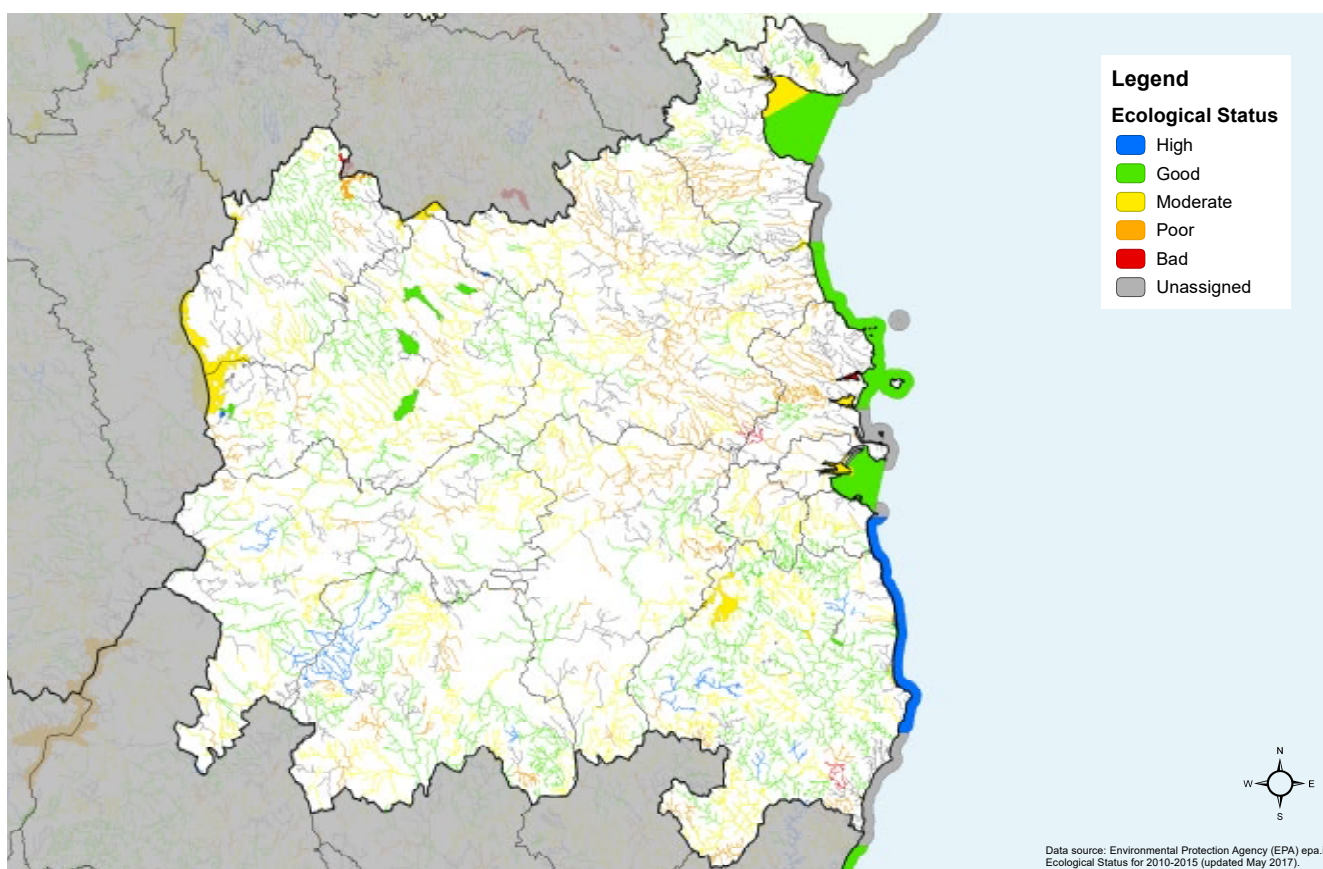 Legend
Ecological Status
High
Good
Moderate
Poor
Bad
Unassigned
N
W E
S
Data source: Environmental Protection Agency (EPA) epa.
Ecological Status for 2010-2015 (updated May 2017).